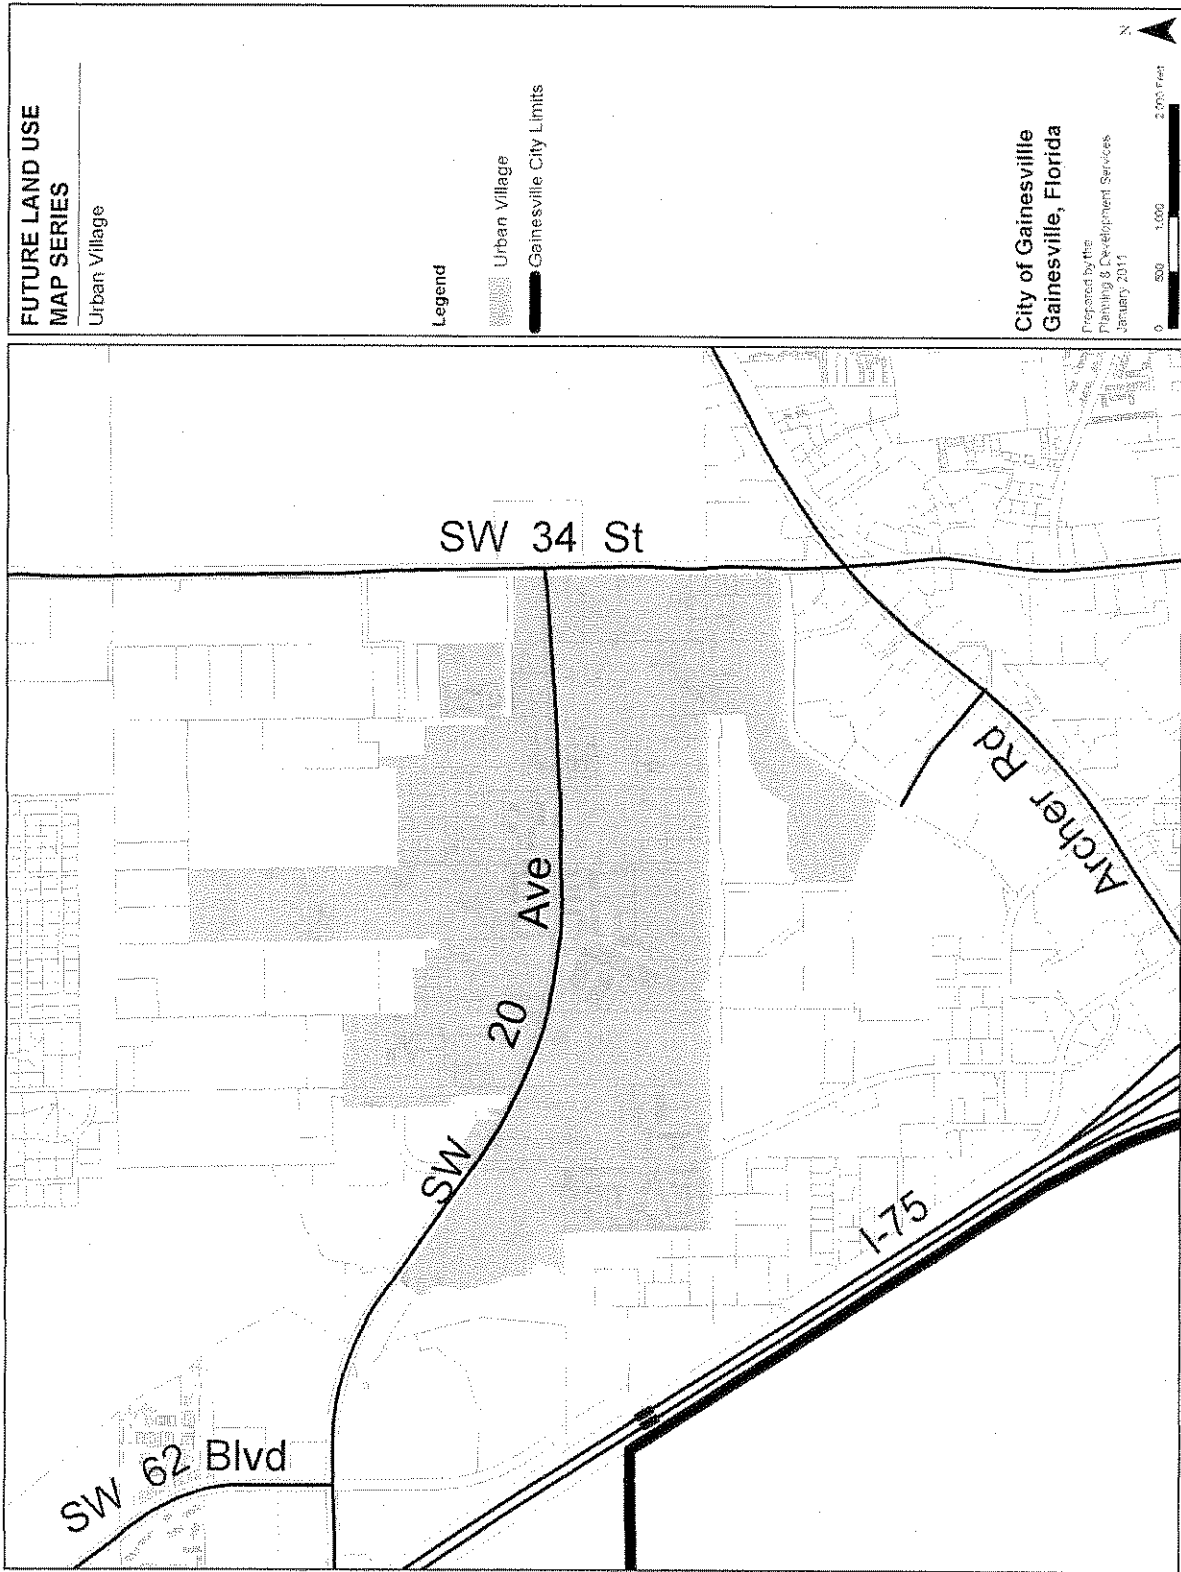 FUTURE LAND USE
MAP SERIES
Urban Village
Legend
Urban Village
Gainesville City Limits
City of Gainesville
Gainesville, Florida
Prepared by the
Planning & Development Services
January 2011
0 500 1,000 2,000 Feet
N
SW 34 St
SW 20 Ave
SW 62 Blvd
Archer Rd
I-75